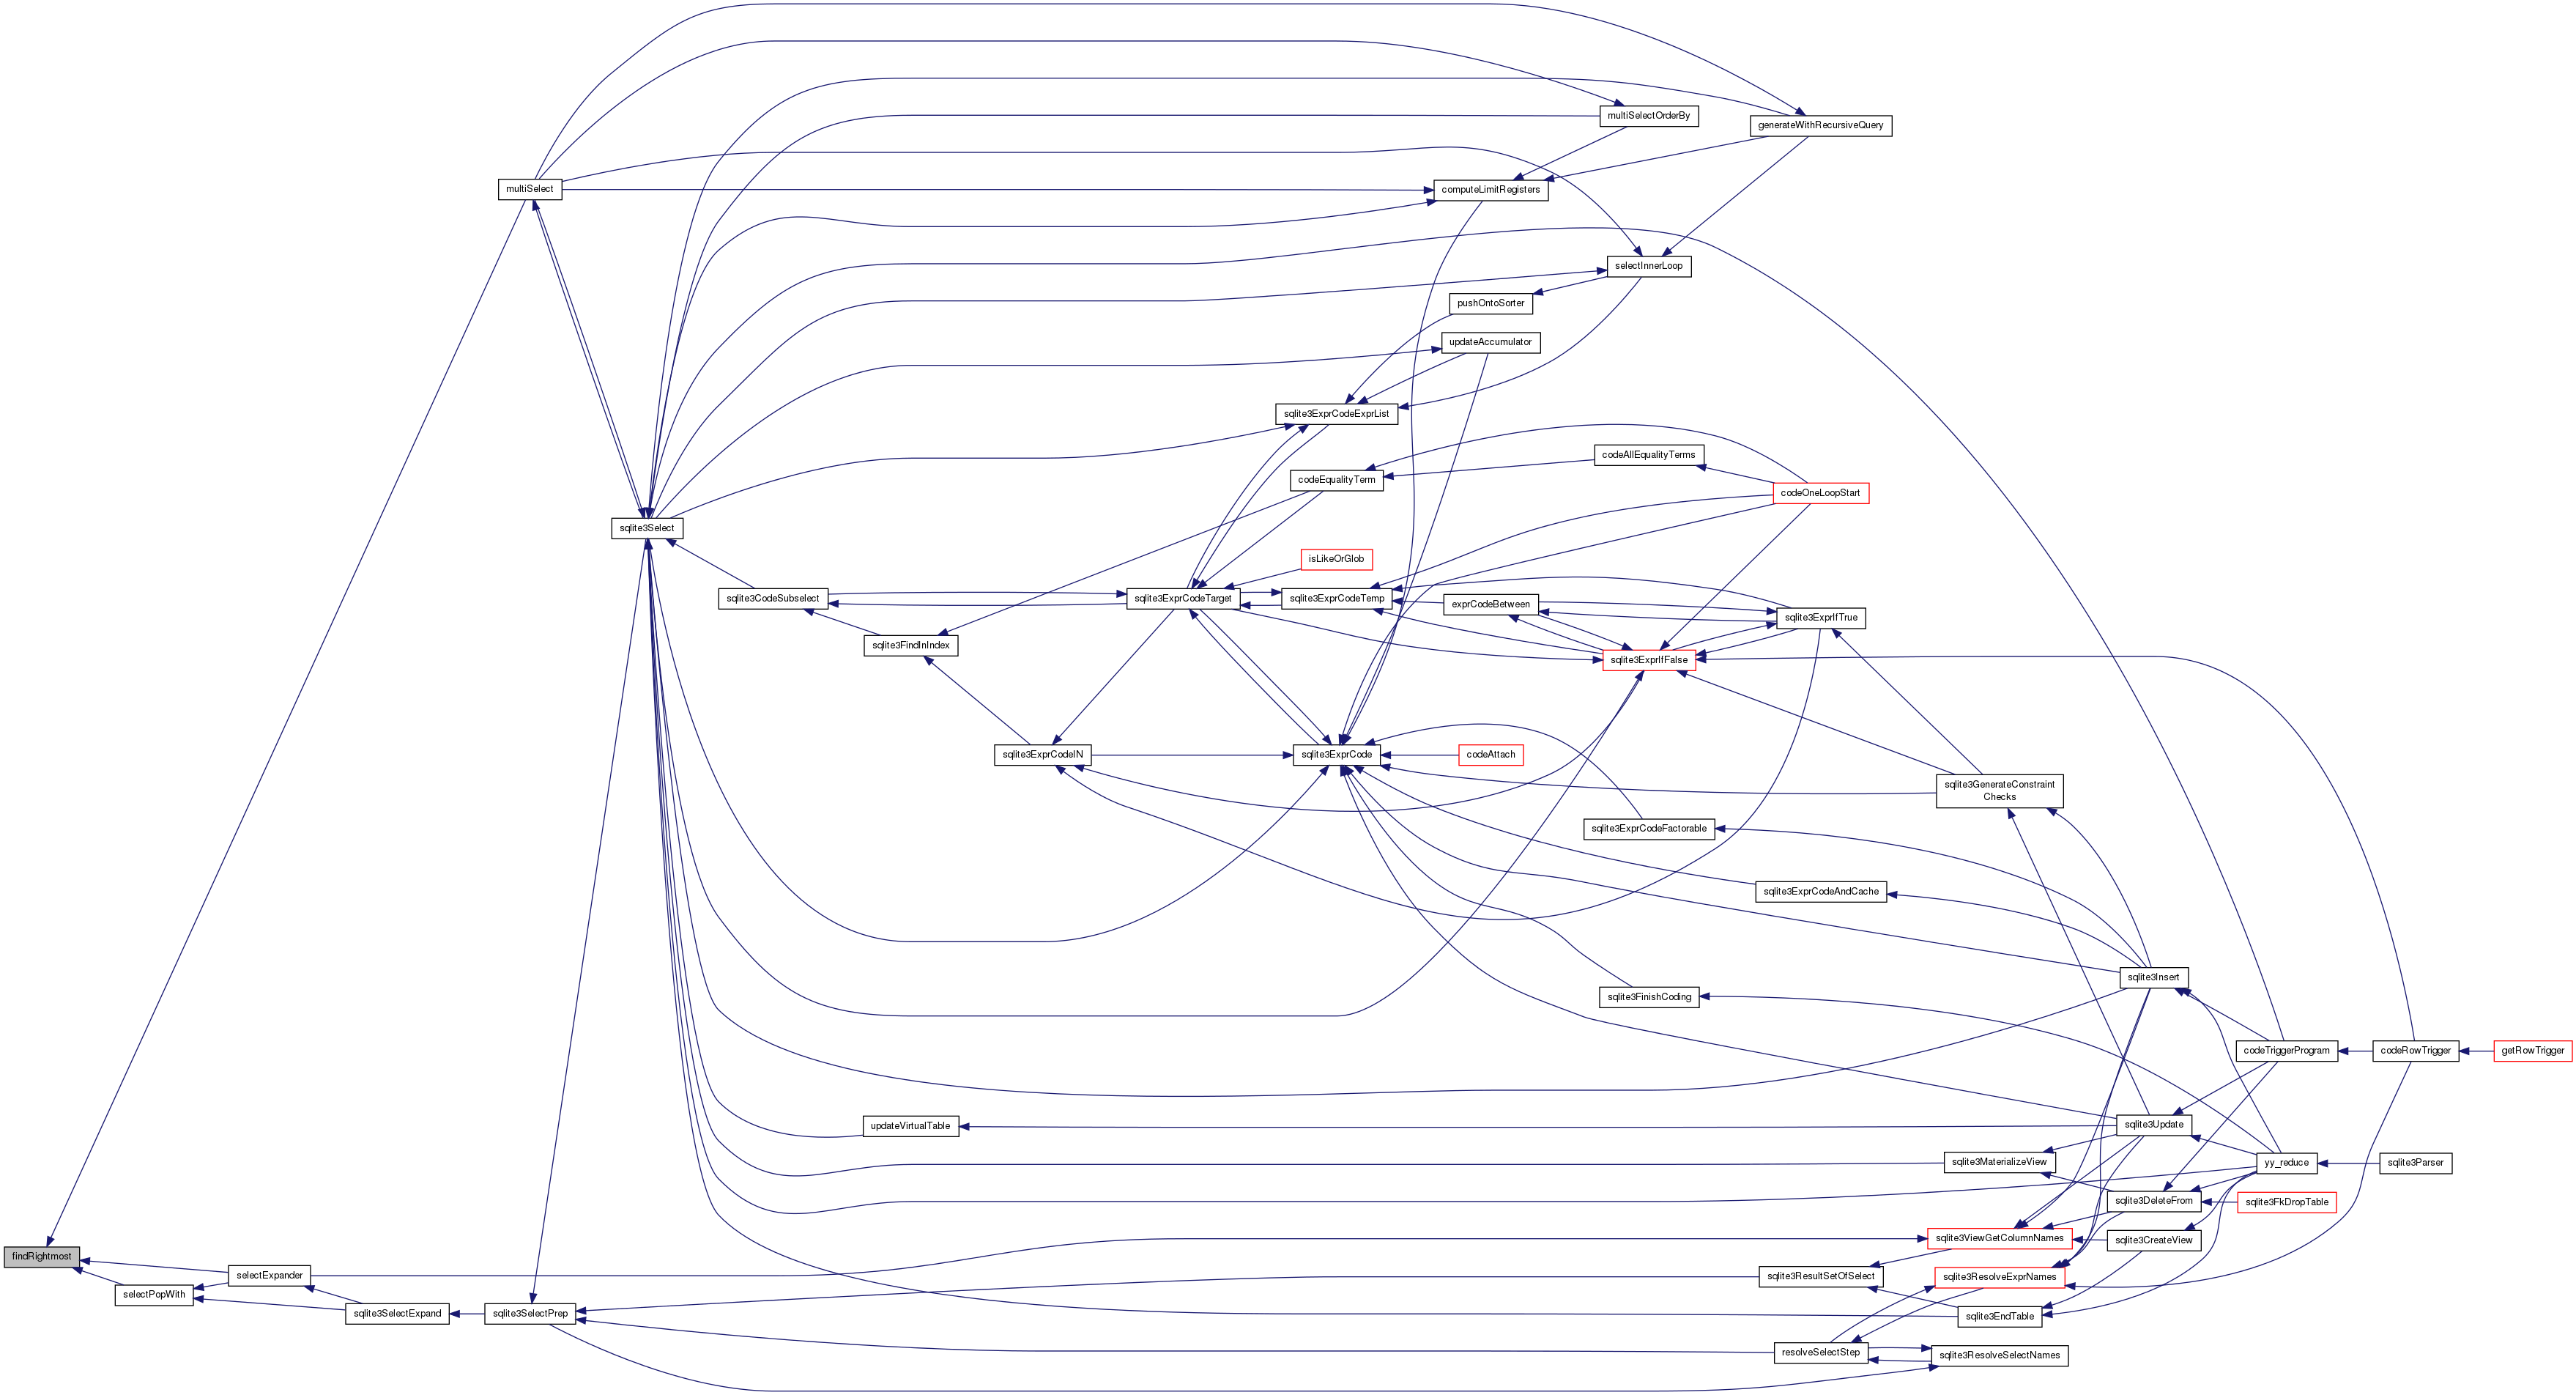 multiSelectOrderBy
generateWithRecursiveQuery
multiSelect
computeLimitRegisters
selectInnerLoop
pushOntoSorter
updateAccumulator
sqlite3ExprCodeExprList
codeAllEqualityTerms
codeEqualityTerm
codeOneLoopStart
sqlite3Select
isLikeOrGlob
sqlite3CodeSubselect
sqlite3ExprCodeTarget
sqlite3ExprCodeTemp
exprCodeBetween
sqlite3ExprIfTrue
sqlite3FindInIndex
sqlite3ExprIfFalse
sqlite3ExprCodeIN
sqlite3ExprCode
codeAttach
sqlite3GenerateConstraint
Checks
sqlite3ExprCodeFactorable
sqlite3ExprCodeAndCache
sqlite3Insert
sqlite3FinishCoding
codeTriggerProgram
codeRowTrigger
getRowTrigger
updateVirtualTable
sqlite3Update
sqlite3MaterializeView
yy_reduce
sqlite3Parser
sqlite3DeleteFrom
sqlite3FkDropTable
sqlite3ViewGetColumnNames
sqlite3CreateView
findRightmost
selectExpander
sqlite3ResultSetOfSelect
sqlite3ResolveExprNames
selectPopWith
sqlite3SelectExpand
sqlite3SelectPrep
sqlite3EndTable
resolveSelectStep
sqlite3ResolveSelectNames